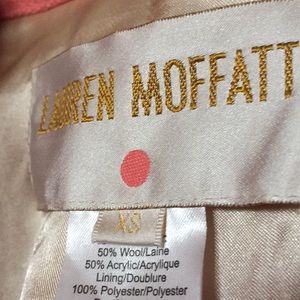 LAUREN MOFFATT
XS
50% Wool/Laine
50% Acrylic/Acrylique
Lining/Doublure
100% Polyester/Polyester